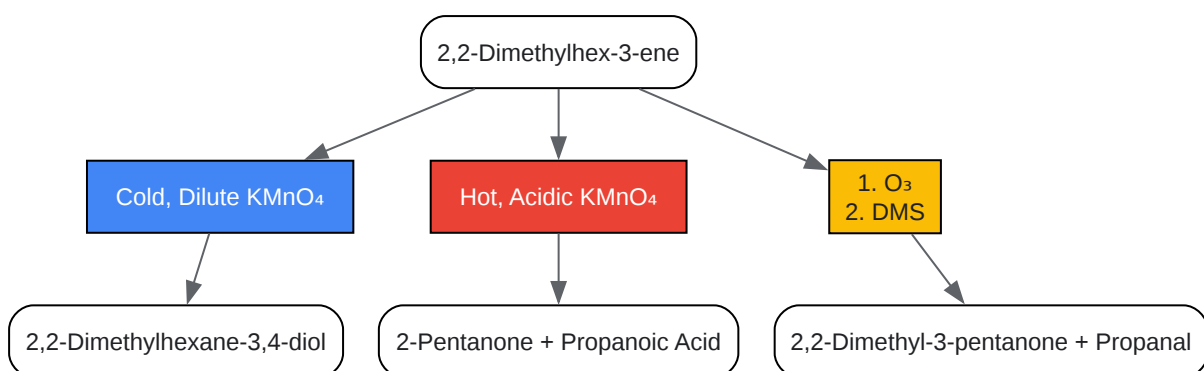 2,2-Dimethylhex-3-ene
Cold, Dilute KMnO₄
Hot, Acidic KMnO₄
1. O₃
2. DMS
2,2-Dimethylhexane-3,4-diol
2-Pentanone + Propanoic Acid
2,2-Dimethyl-3-pentanone + Propanal